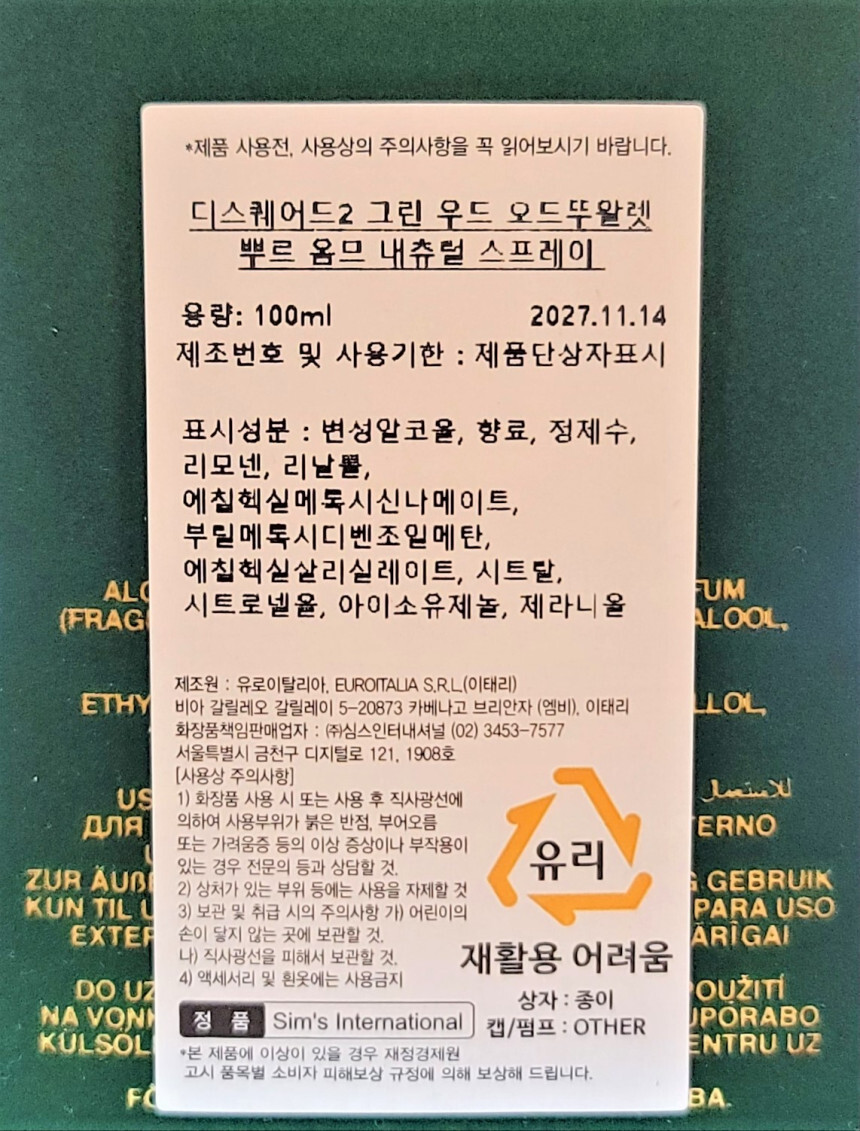 *제품 사용전, 사용상의 주의사항을 꼭 읽어보시기 바랍니다.
디스퀘어드2 그린 우드 오드뚜왈렛
뿌르 옴므 내츄럴 스프레이
용량: 100ml 2027.11.14
제조번호 및 사용기한 : 제품단상자표시
표시성분 : 변성알코올, 향료, 정제수,
리모넨, 리날룰,
에칠헥실메톡시신나메이트,
부틸메톡시디벤조일메탄,
에칠헥실살리실레이트, 시트랄,
시트로넬올, 아이소유제놀, 제라니올
제조원 : 유로이탈리아, EUROITALIA S.R.L(이태리)
비아 갈릴레오 갈릴레이 5-20873 카베나고 브리안자 (엠비), 이태리
화장품책임판매업자 : ㈜심스인터내셔널 (02) 3453-7577
서울특별시 금천구 디지털로 121, 1908호
[사용상 주의사항]
1) 화장품 사용 시 또는 사용 후 직사광선에
의하여 사용부위가 붉은 반점, 부어오름
또는 가려움증 등의 이상 증상이나 부작용이
있는 경우 전문의 등과 상담할 것.
2) 상처가 있는 부위 등에는 사용을 자제할 것
3) 보관 및 취급 시의 주의사항 가) 어린이의
손이 닿지 않는 곳에 보관할 것.
나) 직사광선을 피해서 보관할 것.
4) 액세서리 및 흰옷에는 사용금지
유리
재활용 어려움
상자 : 종이
캡/펌프 : OTHER
정 품 Sim's International
*본 제품에 이상이 있을 경우 재정경제원
고시 품목별 소비자 피해보상 규정에 의해 보상해 드립니다.
ALC FUM
(FRAG ALOOL,
ETHY LLOL,
US للاستعمال
ДЛЯ TERNO
ZUR ÄUẞ G GEBRUIK
KUN TIL U PARA USO
EXTER ARÎGAI
DO UZ POUŽITÍ
NA VONK UPORABO
KÜLSŐL ENTRU UZ
FÖ BA.